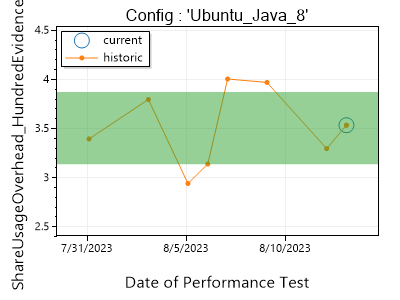 Config : 'Ubuntu_Java_8'
ShareUsageOverhead_HundredEvidence
current
historic
4.5
4
3.5
3
2.5
7/31/2023
8/5/2023
8/10/2023
Date of Performance Test